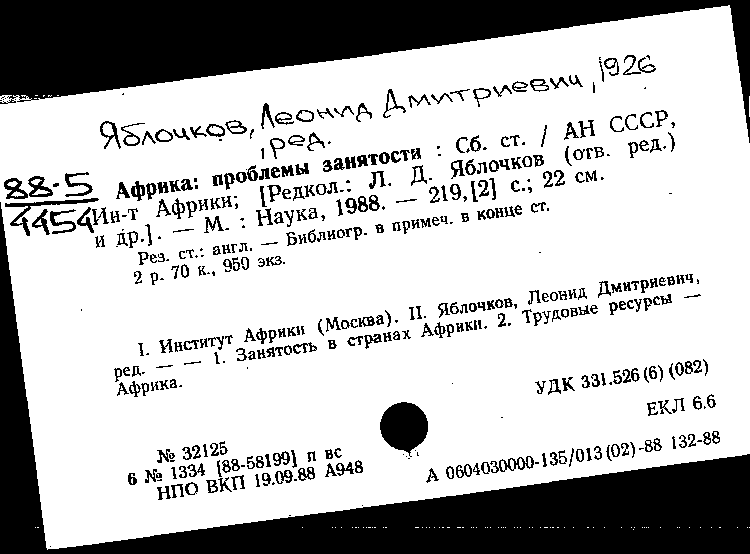 Яблочков, Леонид Дмитриевич, 1926
, ред.
88-5
4454
Африка: проблемы занятости : Сб. ст. / АН СССР,
Ин-т Африки; [Редкол.: Л. Д. Яблочков (отв. ред.)
и др.]. — М. : Наука, 1988. — 219,[2] с.; 22 см.
Рез. ст.: англ. — Библиогр. в примеч. в конце ст.
2 р. 70 к., 950 экз.
I. Институт Африки (Москва). II. Яблочков, Леонид Дмитриевич,
ред. — — 1. Занятость в странах Африки. 2. Трудовые ресурсы —
Африка.
УДК 331.526 (6) (082)
ЕКЛ 6.6
№ 32125
6 № 1334 [88-58199] п вс
НПО ВКП 19.09.88 А948
А 0604030000-135/013 (02)-88 132-88